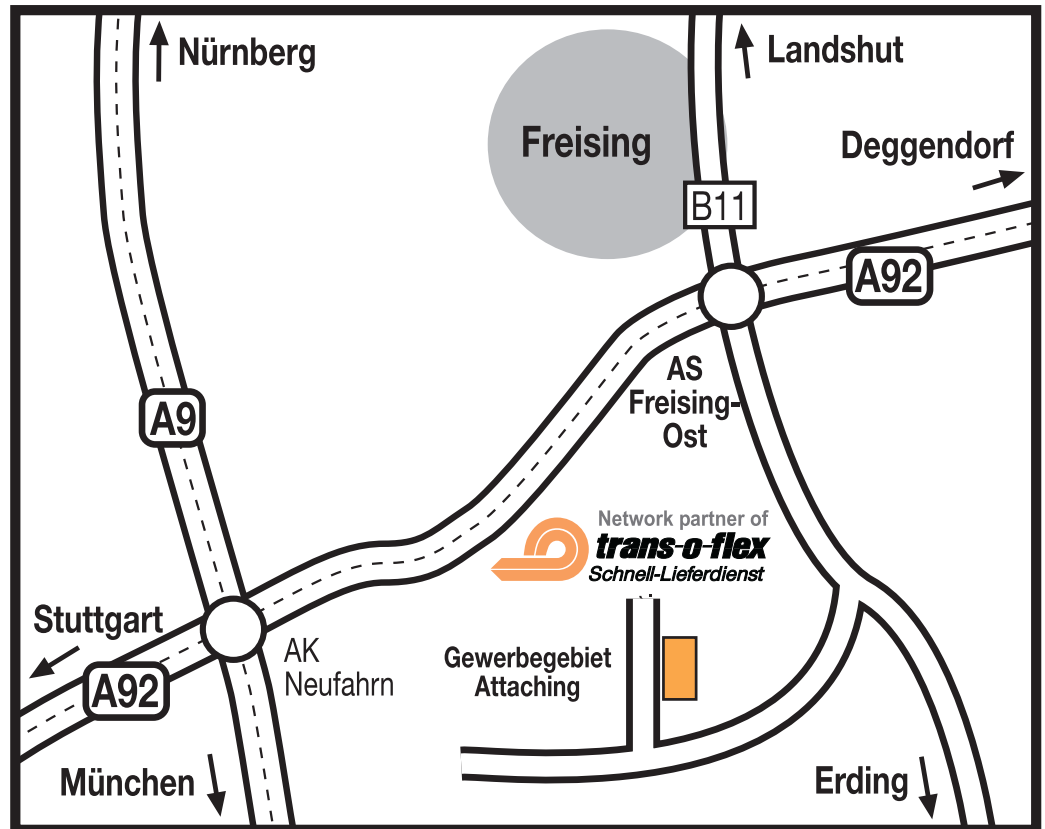 Nürnberg
Landshut
Freising
Deggendorf
B11
A92
AS
Freising-
Ost
A9
Network partner of
trans-o-flex
Schnell-Lieferdienst
Stuttgart
AK
Neufahrn
Gewerbegebiet
Attaching
A92
München
Erding